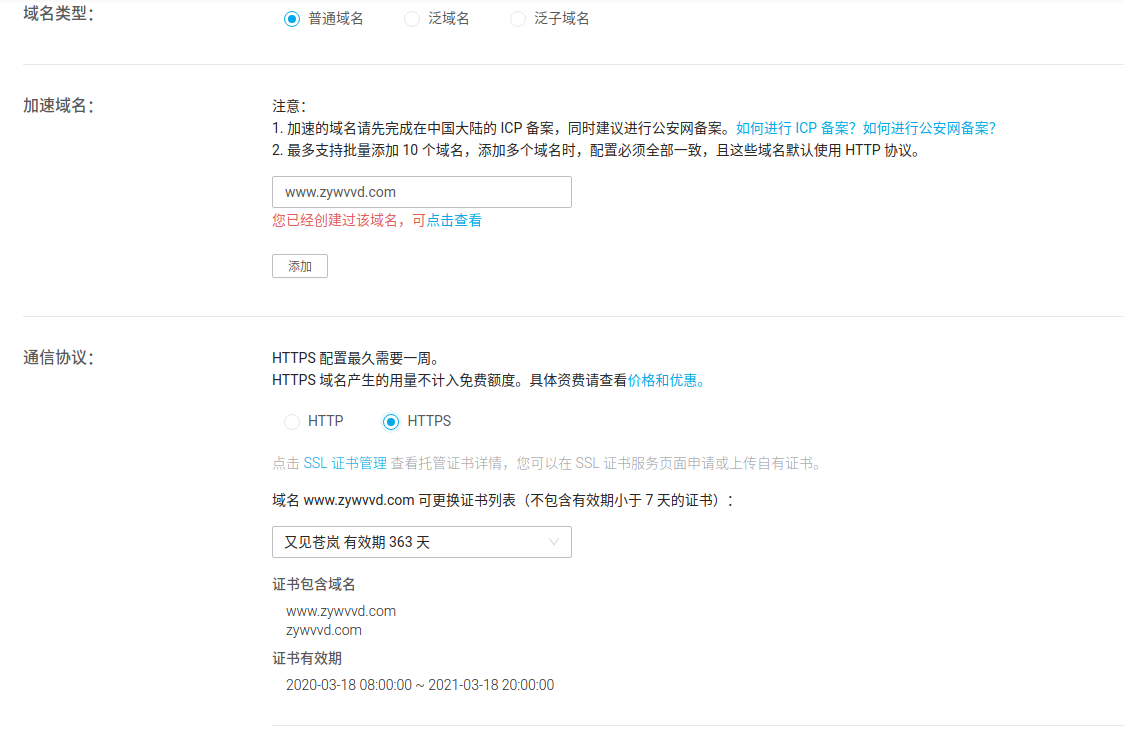 域名类型：
普通域名 泛域名 泛子域名
加速域名：
注意：
1. 加速的域名请先完成在中国大陆的 ICP 备案，同时建议进行公安网备案。如何进行 ICP 备案？如何进行公安网备案？
2. 最多支持批量添加 10 个域名，添加多个域名时，配置必须全部一致，且这些域名默认使用 HTTP 协议。
www.zywvvd.com
您已经创建过该域名，可点击查看
添加
通信协议：
HTTPS 配置最久需要一周。
HTTPS 域名产生的用量不计入免费额度。具体资费请查看价格和优惠。
HTTP HTTPS
点击 SSL 证书管理 查看托管证书详情，您可以在 SSL 证书服务页面申请或上传自有证书。
域名 www.zywvvd.com 可更换证书列表（不包含有效期小于 7 天的证书）：
又见苍岚 有效期 363 天
证书包含域名
www.zywvvd.com
zywvvd.com
证书有效期
2020-03-18 08:00:00 ~ 2021-03-18 20:00:00